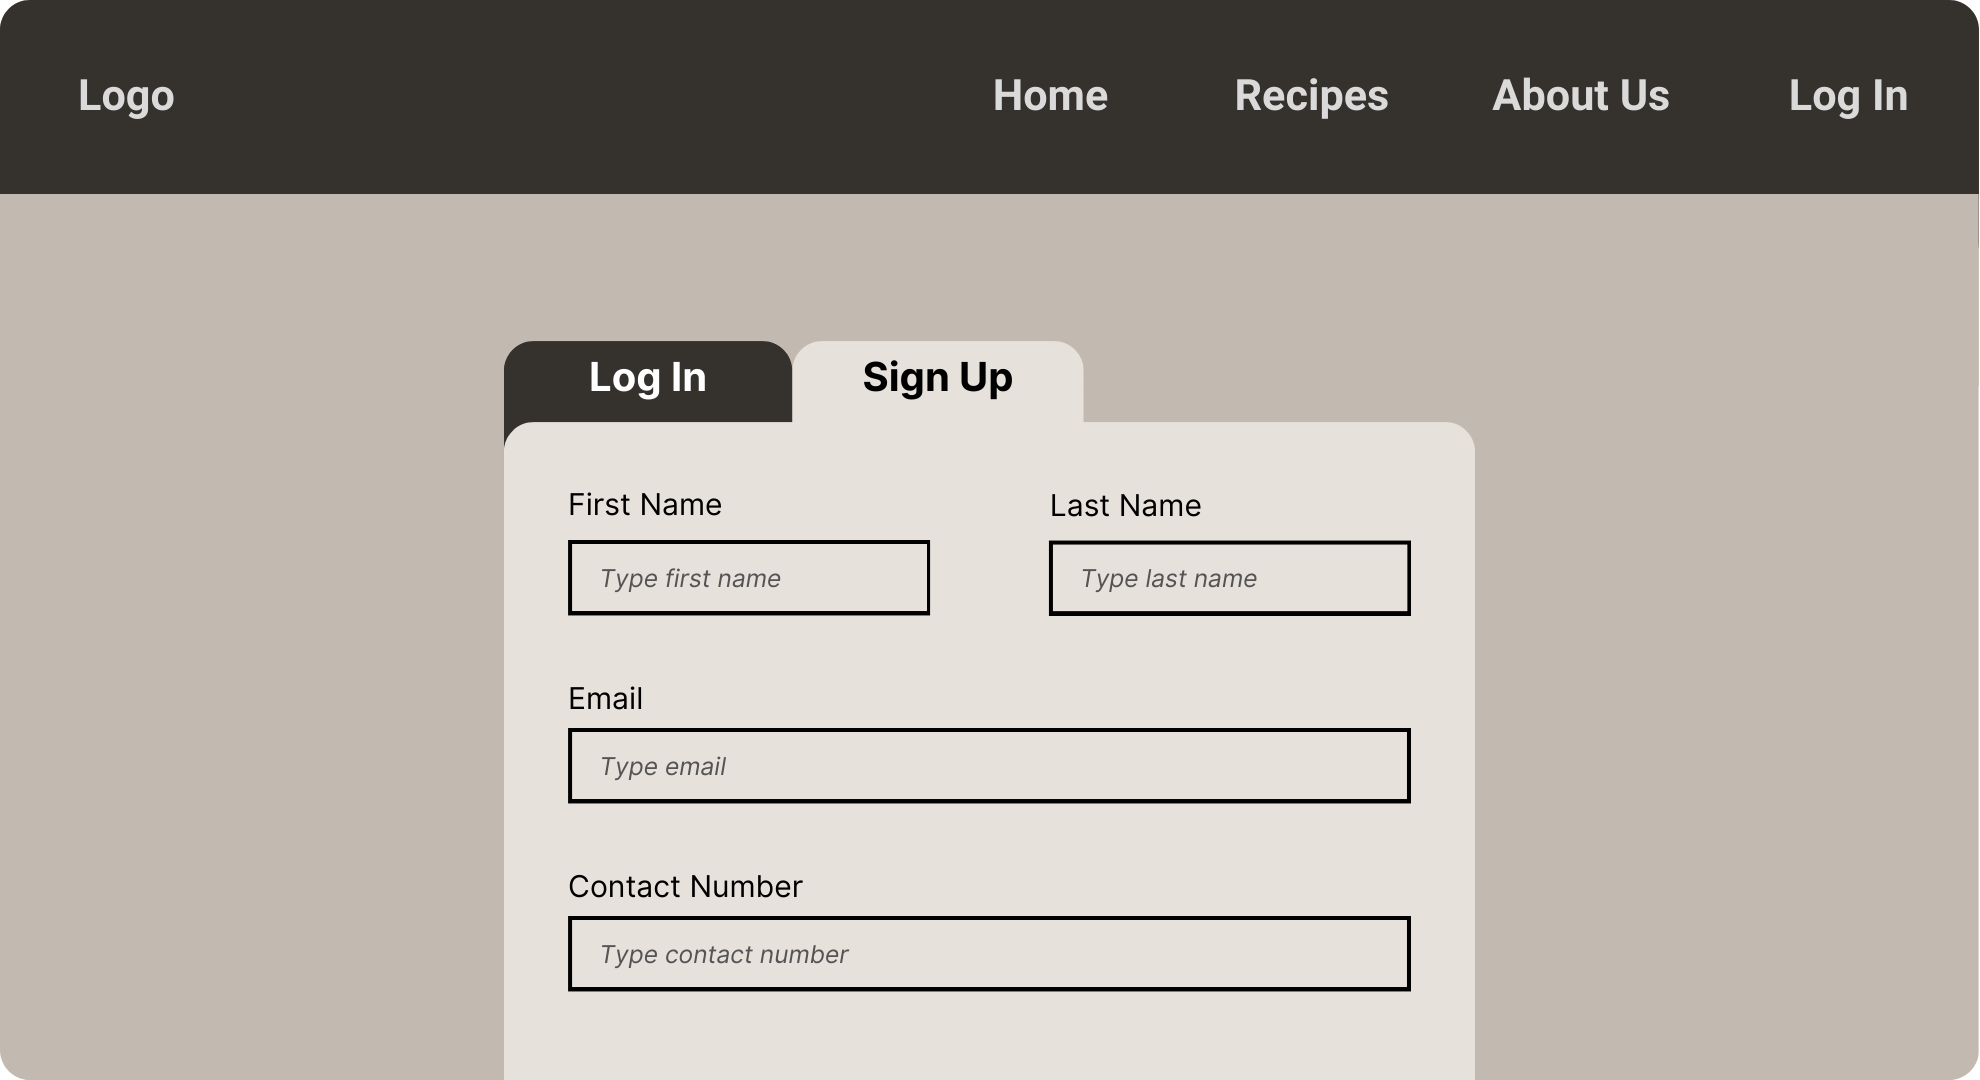 Logo Home Recipes About Us Log In
Log In Sign Up
First Name Last Name
Type first name Type last name
Email
Type email
Contact Number
Type contact number